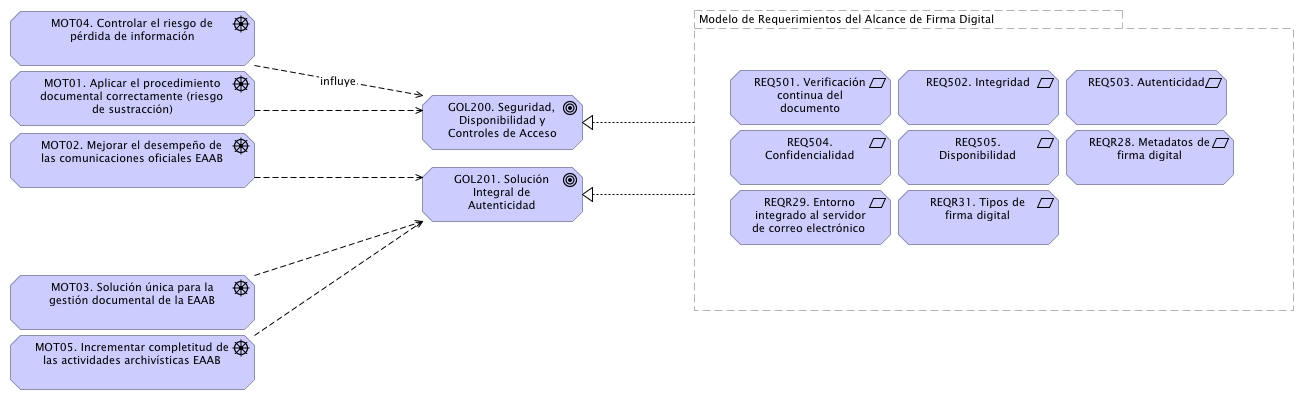 MOT04. Controlar el riesgo de
pérdida de información
MOT01. Aplicar el procedimiento
documental correctamente (riesgo
de sustracción)
MOT02. Mejorar el desempeño de
las comunicaciones oficiales EAAB
MOT03. Solución única para la
gestión documental de la EAAB
MOT05. Incrementar completitud de
las actividades archivísticas EAAB
influye
GOL200. Seguridad,
Disponibilidad y
Controles de Acceso
GOL201. Solución
Integral de
Autenticidad
Modelo de Requerimientos del Alcance de Firma Digital
REQ501. Verificación
continua del
documento
REQ502. Integridad
REQ503. Autenticidad
REQ504.
Confidencialidad
REQ505.
Disponibilidad
REQR28. Metadatos de
firma digital
REQR29. Entorno
integrado al servidor
de correo electrónico
REQR31. Tipos de
firma digital